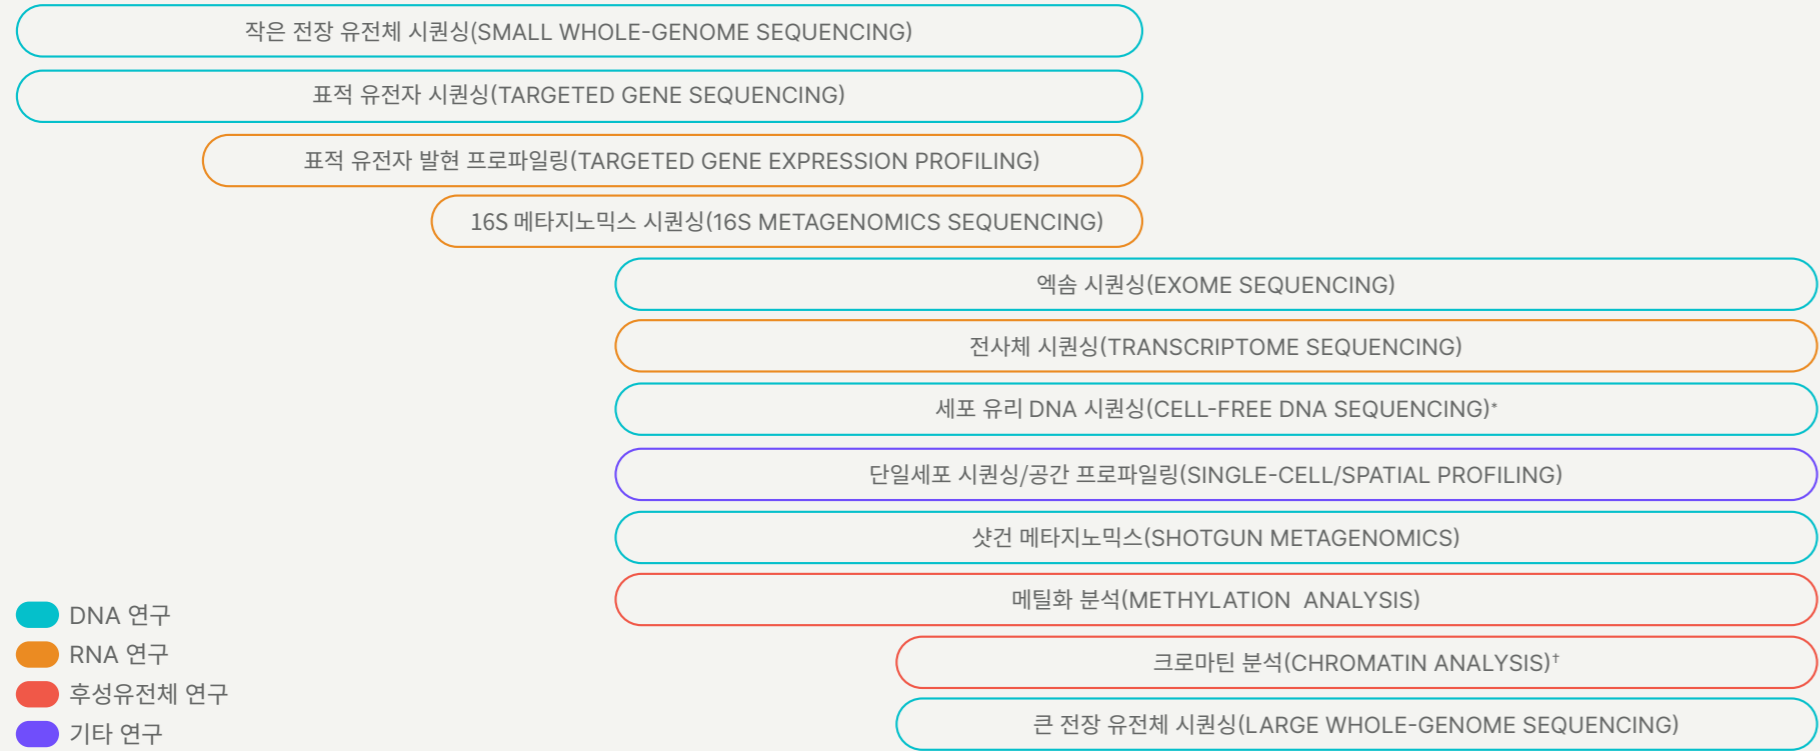 작은 전장 유전체 시퀀싱(SMALL WHOLE-GENOME SEQUENCING)
표적 유전자 시퀀싱(TARGETED GENE SEQUENCING)
표적 유전자 발현 프로파일링(TARGETED GENE EXPRESSION PROFILING)
16S 메타지노믹스 시퀀싱(16S METAGENOMICS SEQUENCING)
엑솜 시퀀싱(EXOME SEQUENCING)
전사체 시퀀싱(TRANSCRIPTOME SEQUENCING)
세포 유리 DNA 시퀀싱(CELL-FREE DNA SEQUENCING)*
단일세포 시퀀싱/공간 프로파일링(SINGLE-CELL/SPATIAL PROFILING)
샷건 메타지노믹스(SHOTGUN METAGENOMICS)
메틸화 분석(METHYLATION ANALYSIS)
크로마틴 분석(CHROMATIN ANALYSIS)†
큰 전장 유전체 시퀀싱(LARGE WHOLE-GENOME SEQUENCING)
DNA 연구
RNA 연구
후성유전체 연구
기타 연구